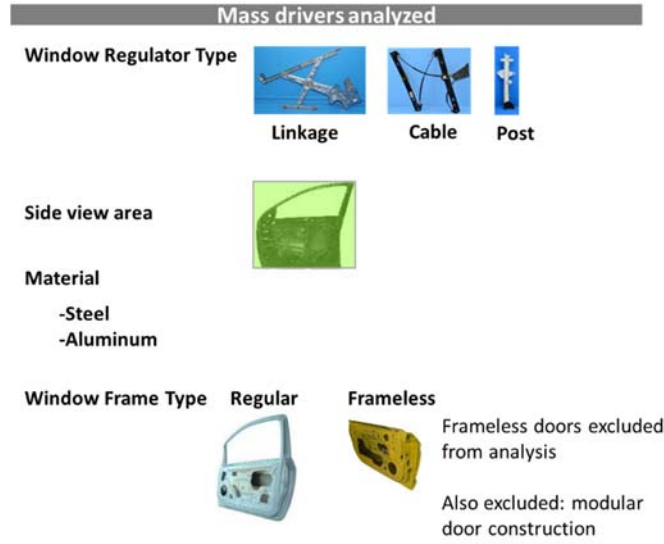 Mass drivers analyzed
Window Regulator Type
Linkage Cable Post
Side view area
Material
-Steel
-Aluminum
Window Frame Type Regular Frameless
Frameless doors excluded
from analysis
Also excluded: modular
door construction